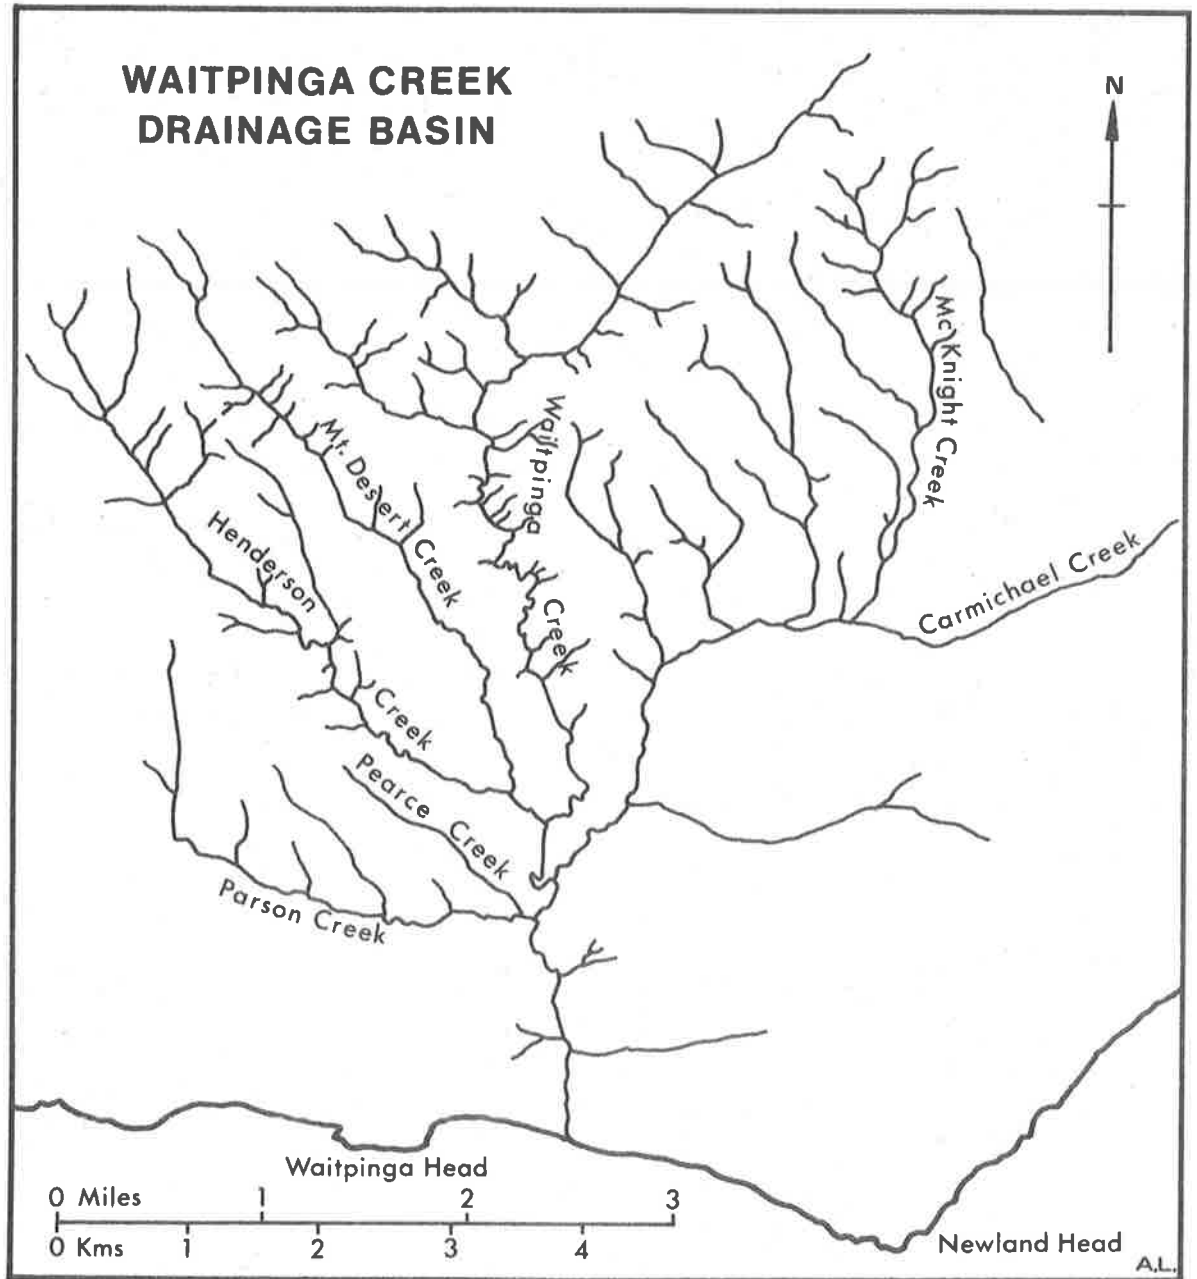 WAITPINGA CREEK
DRAINAGE BASIN
N
McKnight Creek
Waitpinga Creek
Mt. Desert Creek
Henderson Creek
Carmichael Creek
Pearce Creek
Parson Creek
Waitpinga Head
0 Miles 1 2 3
0 Kms 1 2 3 4
Newland Head
A.L.